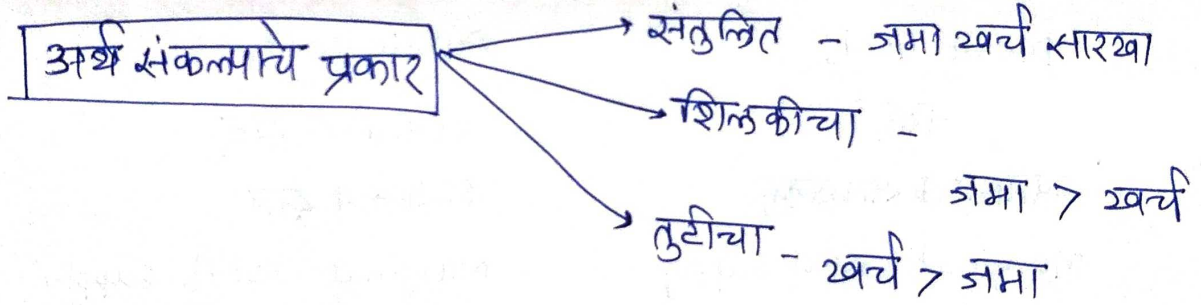 अर्थ संकल्पाचे प्रकार
संतुलित - जमा खर्च सारखा
शिलकीचा -
जमा > खर्च
तुटीचा - खर्च > जमा